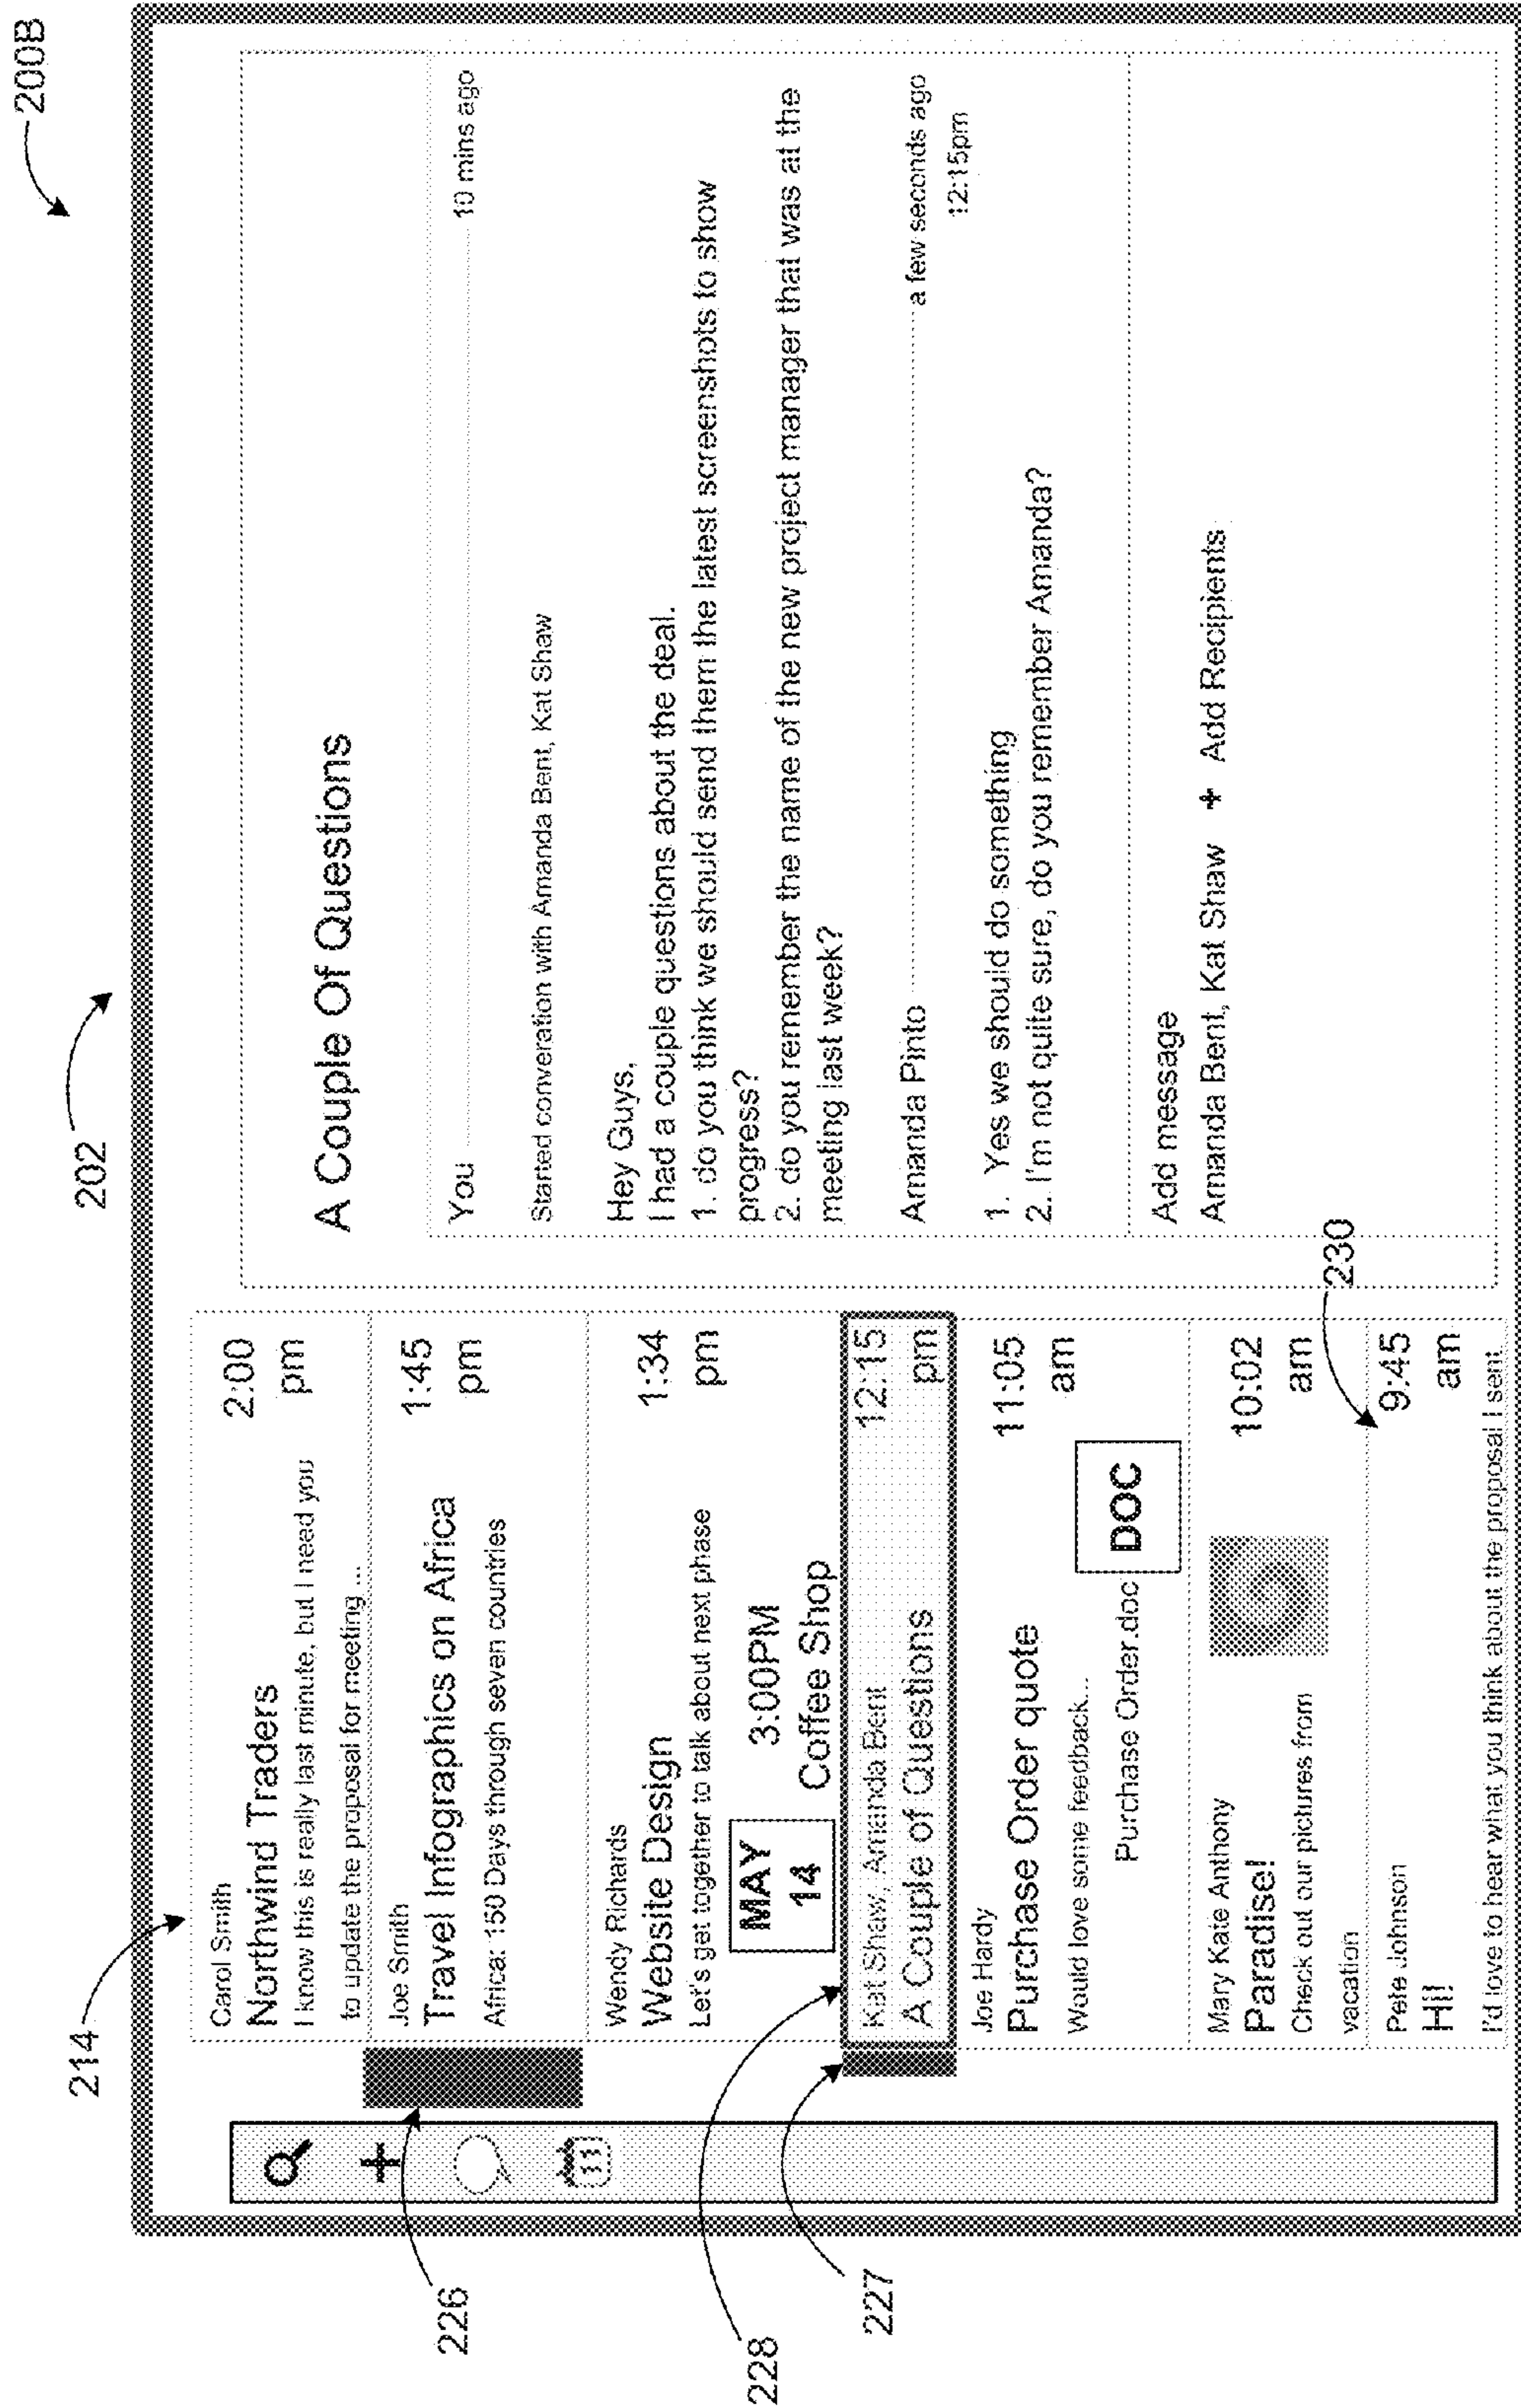 200B
202
214
226
228
227
11
Carol Smith
Northwind Traders
2:00
pm
I know this is really last minute, but I need you
to update the proposal for meeting ...
Joe Smith
Travel Infographics on Africa
1:45
pm
Africa: 150 Days through seven countries
Wendy Richards
Website Design
1:34
pm
Let's get together to talk about next phase
MAY
14
3:00PM
Coffee Shop
Kat Shaw, Amanda Bent
12:15
pm
A Couple of Questions
Joe Hardy
Purchase Order quote
11:05
am
Would love some feedback...
Purchase Order.doc
DOC
Mary Kate Anthony
Paradise!
10:02
am
Check out our pictures from
vacation
Pete Johnson
Hi!
9:45
am
I'd love to hear what you think about the proposal I sent
230
A Couple Of Questions
You
10 mins ago
Started converation with Amanda Bent, Kat Shaw
Hey Guys,
I had a couple questions about the deal.
1. do you think we should send them the latest screenshots to show
progress?
2. do you remember the name of the new project manager that was at the
meeting last week?
Amanda Pinto
a few seconds ago
12:15pm
1. Yes we should do something
2. I'm not quite sure, do you remember Amanda?
Add message
Amanda Bent, Kat Shaw + Add Recipients